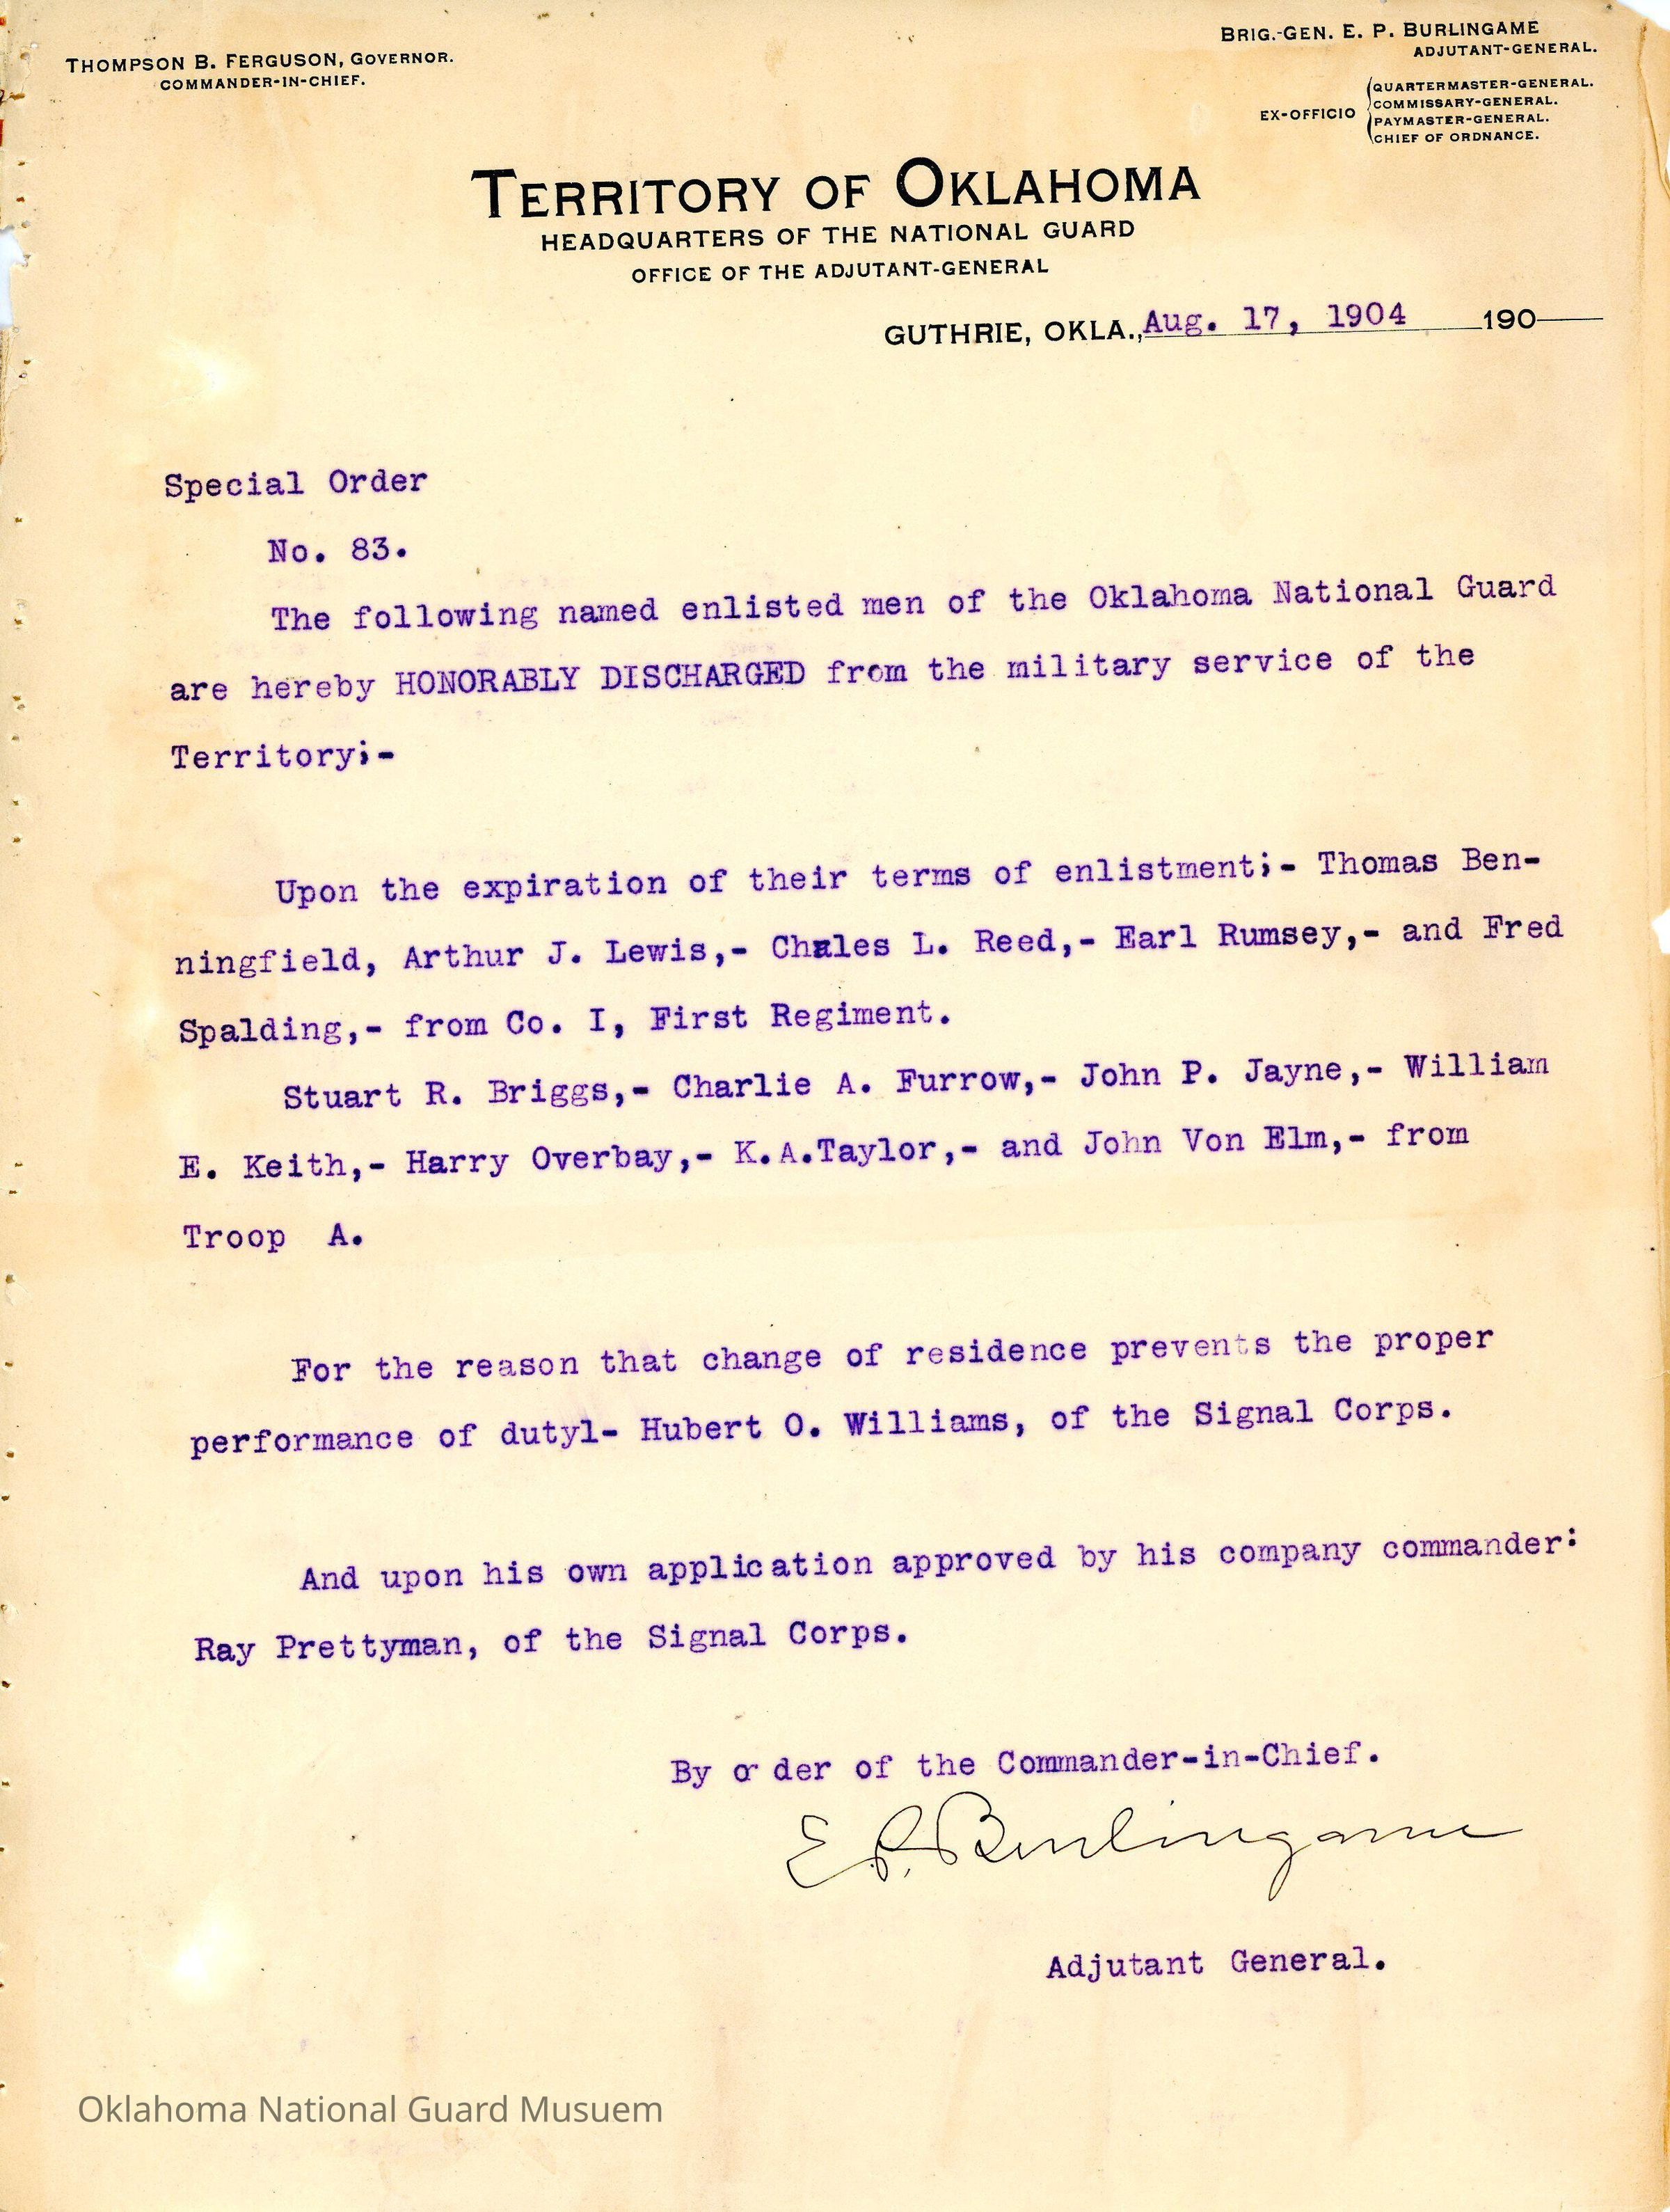 THOMPSON B. FERGUSON, GOVERNOR.
COMMANDER-IN-CHIEF.
BRIG.-GEN. E. P. BURLINGAME
ADJUTANT-GENERAL.
EX-OFFICIO
QUARTERMASTER-GENERAL.
COMMISSARY-GENERAL.
PAYMASTER-GENERAL.
CHIEF OF ORDNANCE.
TERRITORY OF OKLAHOMA
HEADQUARTERS OF THE NATIONAL GUARD
OFFICE OF THE ADJUTANT-GENERAL
GUTHRIE, OKLA., Aug. 17, 1904 190
Special Order
No. 83.
The following named enlisted men of the Oklahoma National Guard
are hereby HONORABLY DISCHARGED from the military service of the
Territory;-
Upon the expiration of their terms of enlistment;- Thomas Ben-
ningfield, Arthur J. Lewis,- Chales L. Reed,- Earl Rumsey,- and Fred
Spalding,- from Co. I, First Regiment.
Stuart R. Briggs,- Charlie A. Furrow,- John P. Jayne,- William
E. Keith,- Harry Overbay,- K.A.Taylor,- and John Von Elm,- from
Troop A.
For the reason that change of residence prevents the proper
performance of dutyl- Hubert O. Williams, of the Signal Corps.
And upon his own application approved by his company commander:
Ray Prettyman, of the Signal Corps.
By or der of the Commander-in-Chief.
E. P. Burlingame
Adjutant General.
Oklahoma National Guard Musuem